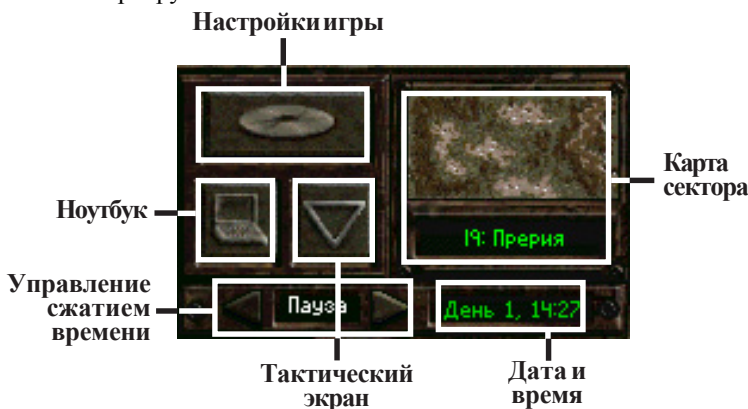 Настройки игры
Карта
сектора
Ноутбук
19: Прерия
Управление
сжатием
времени
Пауза
День 1, 14:27
Тактический
экран
Дата и
время